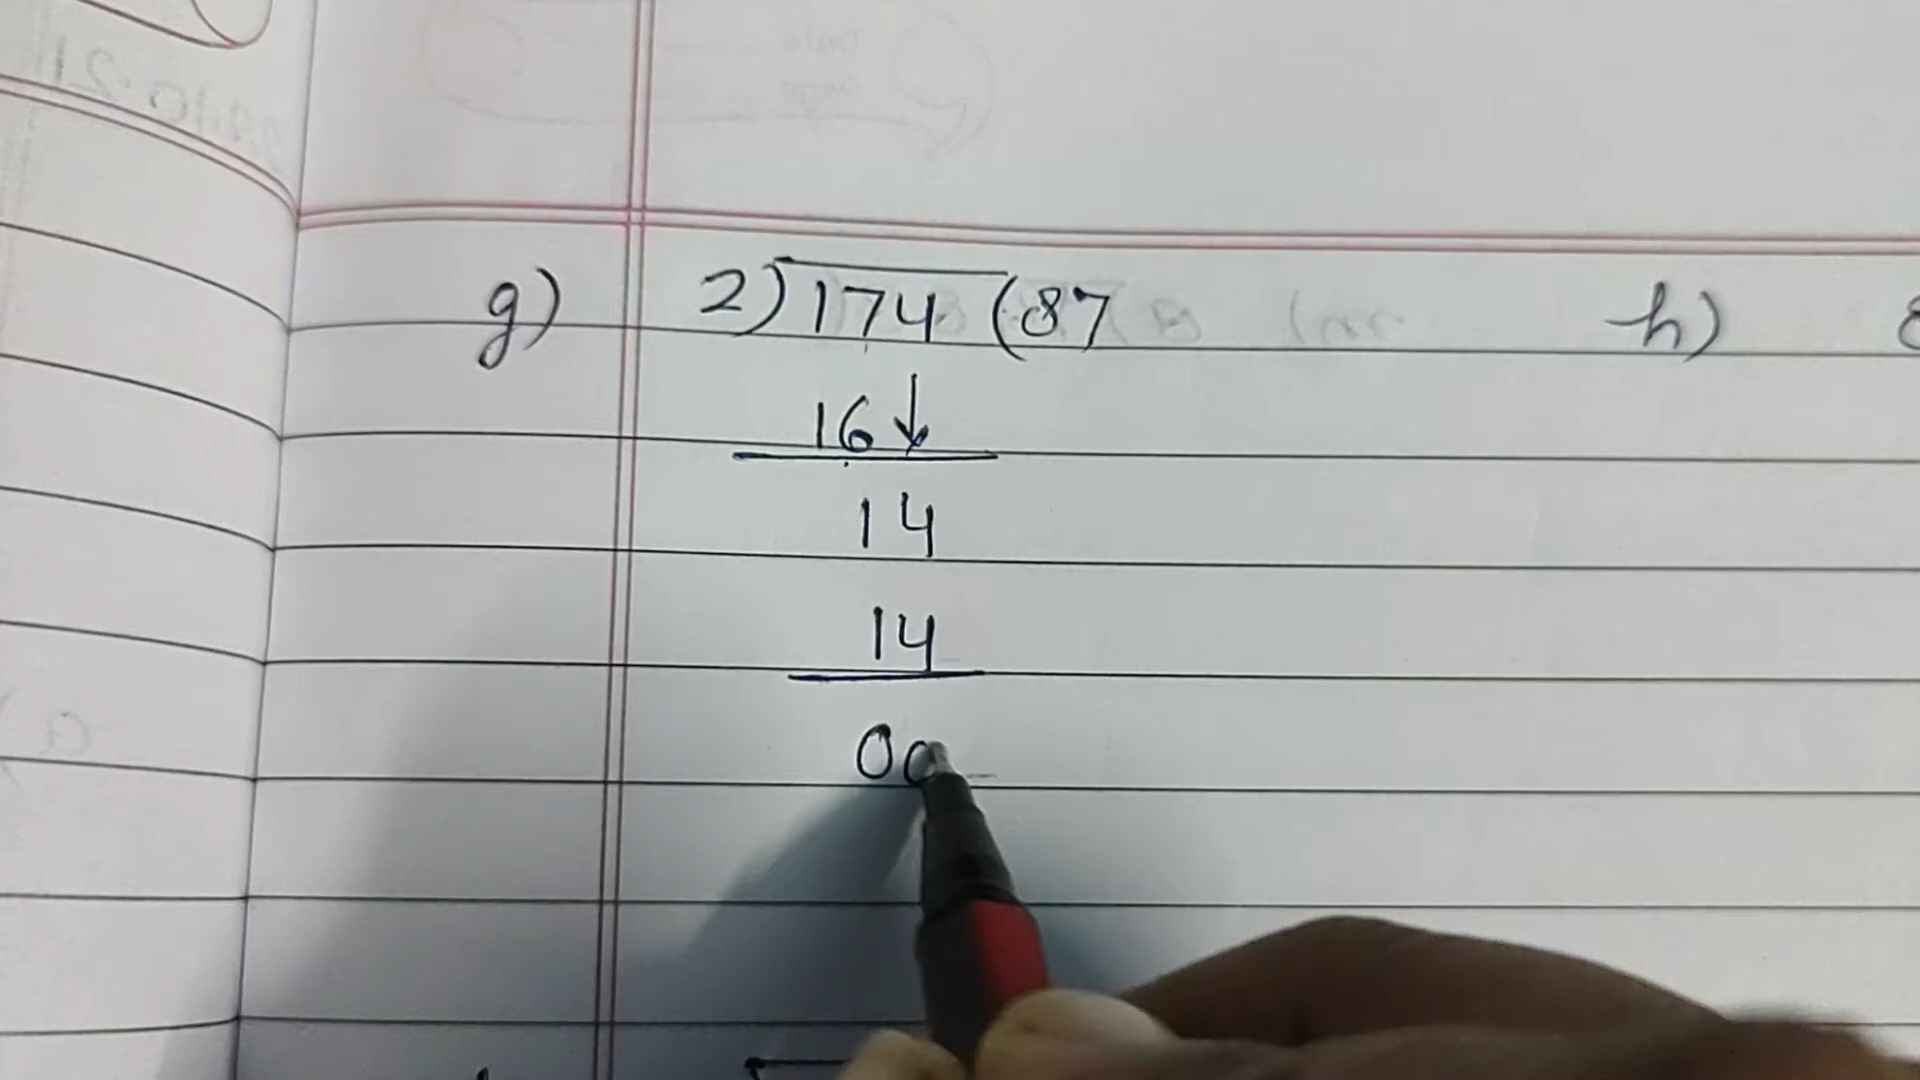 g) 2)174(87 h)
16↓
14
14
00